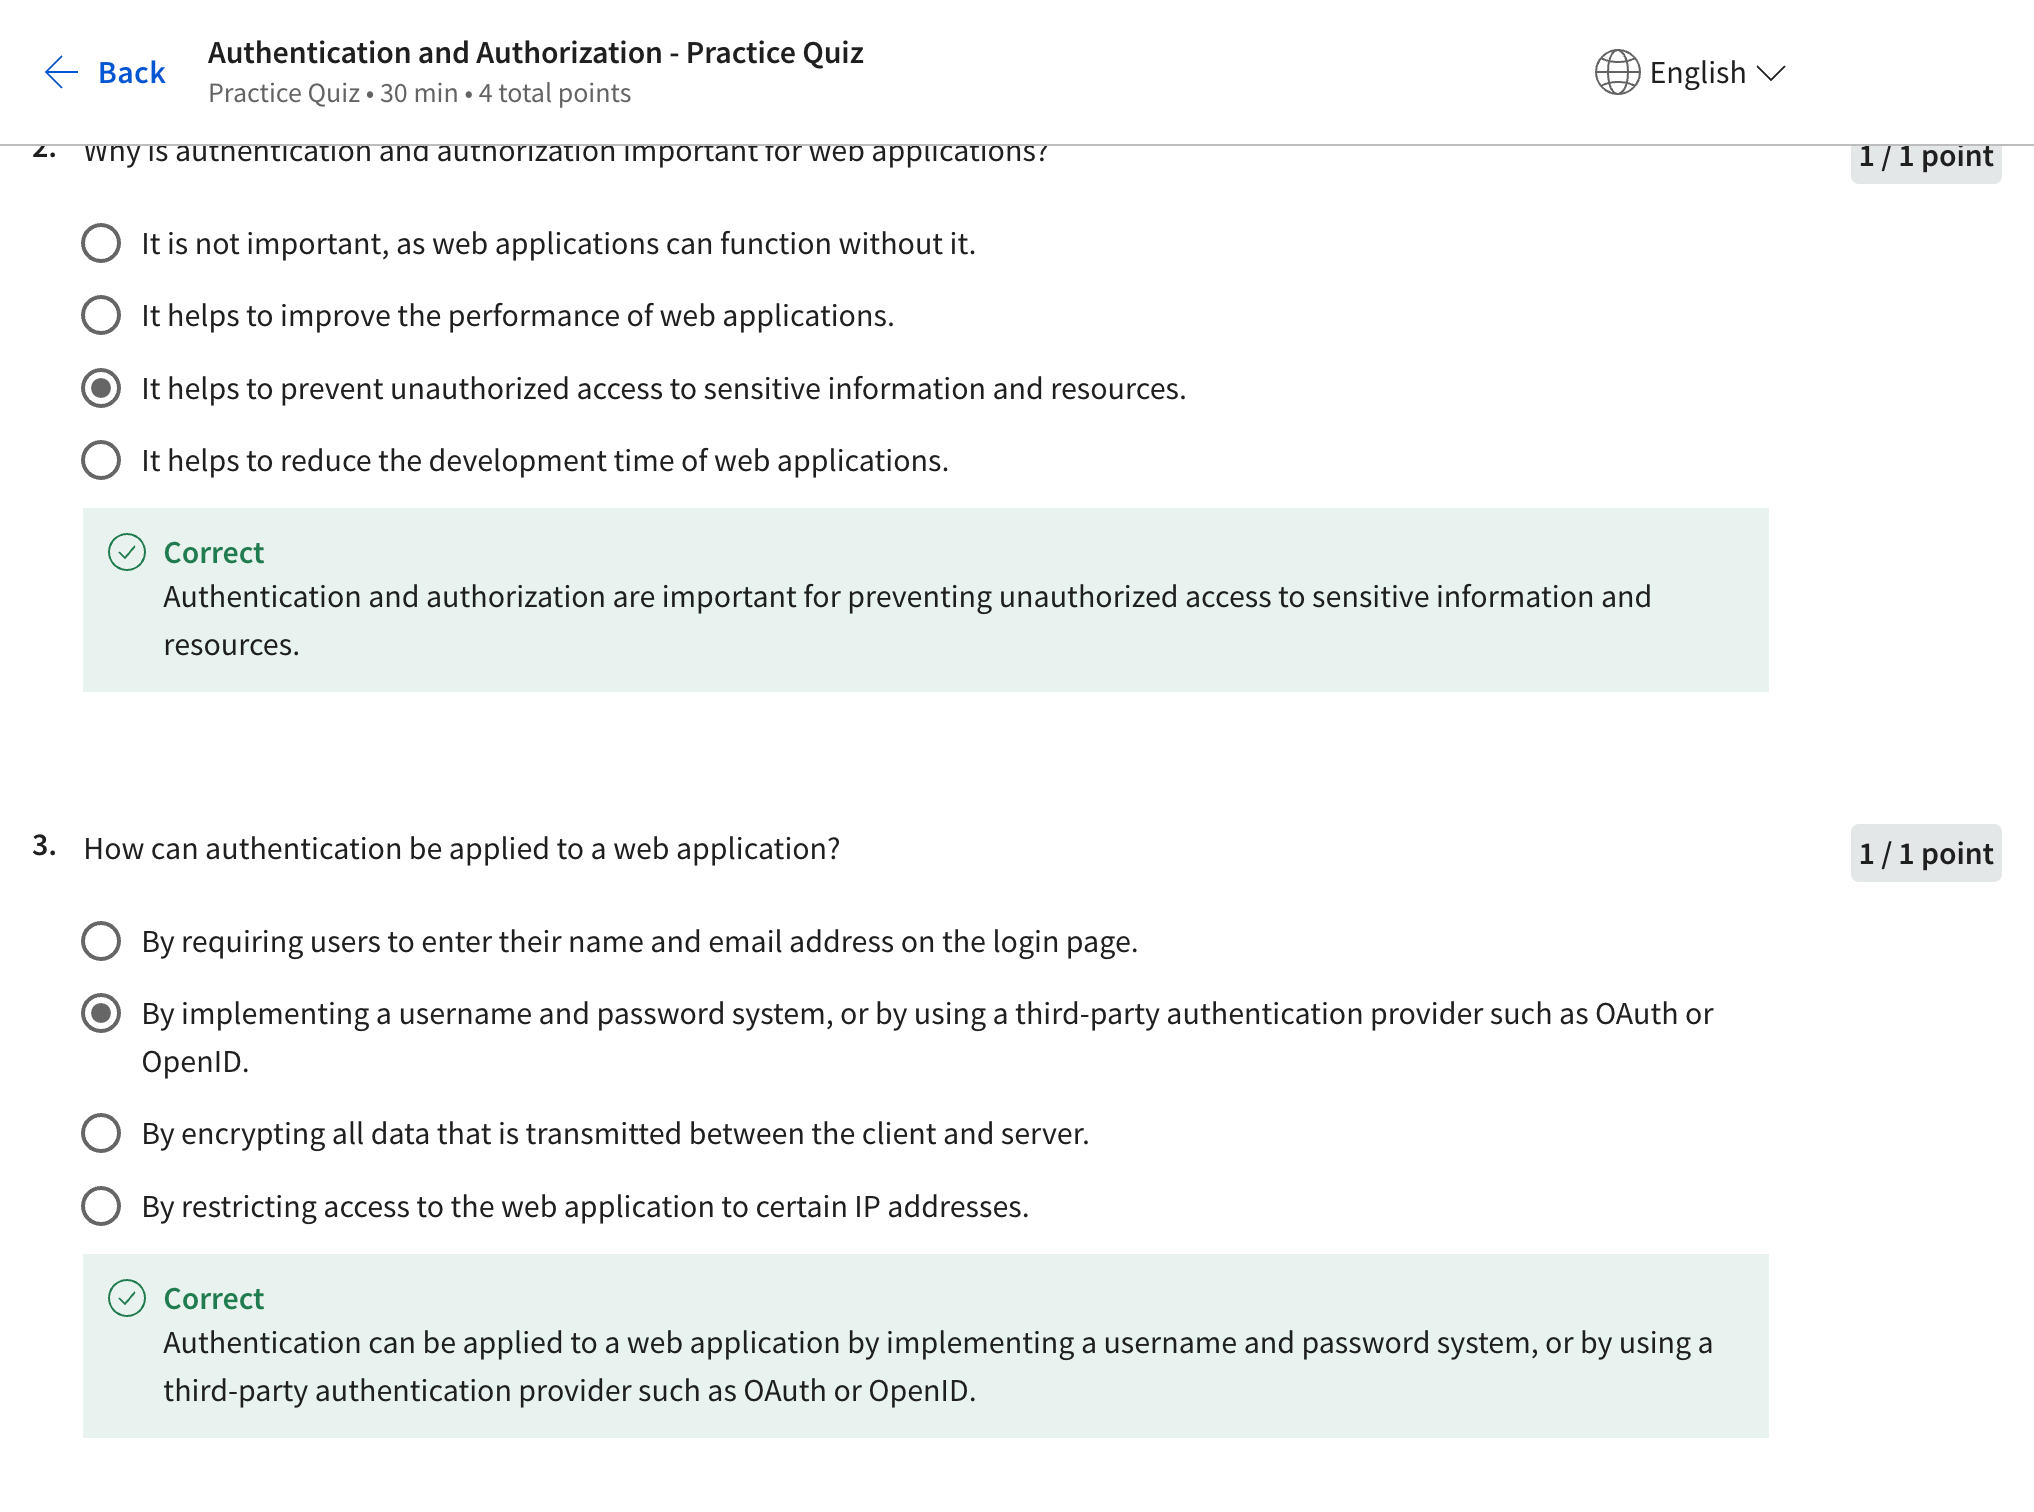 Back
Authentication and Authorization - Practice Quiz
Practice Quiz • 30 min • 4 total points
English
2. Why is authentication and authorization important for web applications?
1 / 1 point
It is not important, as web applications can function without it.
It helps to improve the performance of web applications.
It helps to prevent unauthorized access to sensitive information and resources.
It helps to reduce the development time of web applications.
Correct
Authentication and authorization are important for preventing unauthorized access to sensitive information and
resources.
3. How can authentication be applied to a web application?
1 / 1 point
By requiring users to enter their name and email address on the login page.
By implementing a username and password system, or by using a third-party authentication provider such as OAuth or
OpenID.
By encrypting all data that is transmitted between the client and server.
By restricting access to the web application to certain IP addresses.
Correct
Authentication can be applied to a web application by implementing a username and password system, or by using a
third-party authentication provider such as OAuth or OpenID.